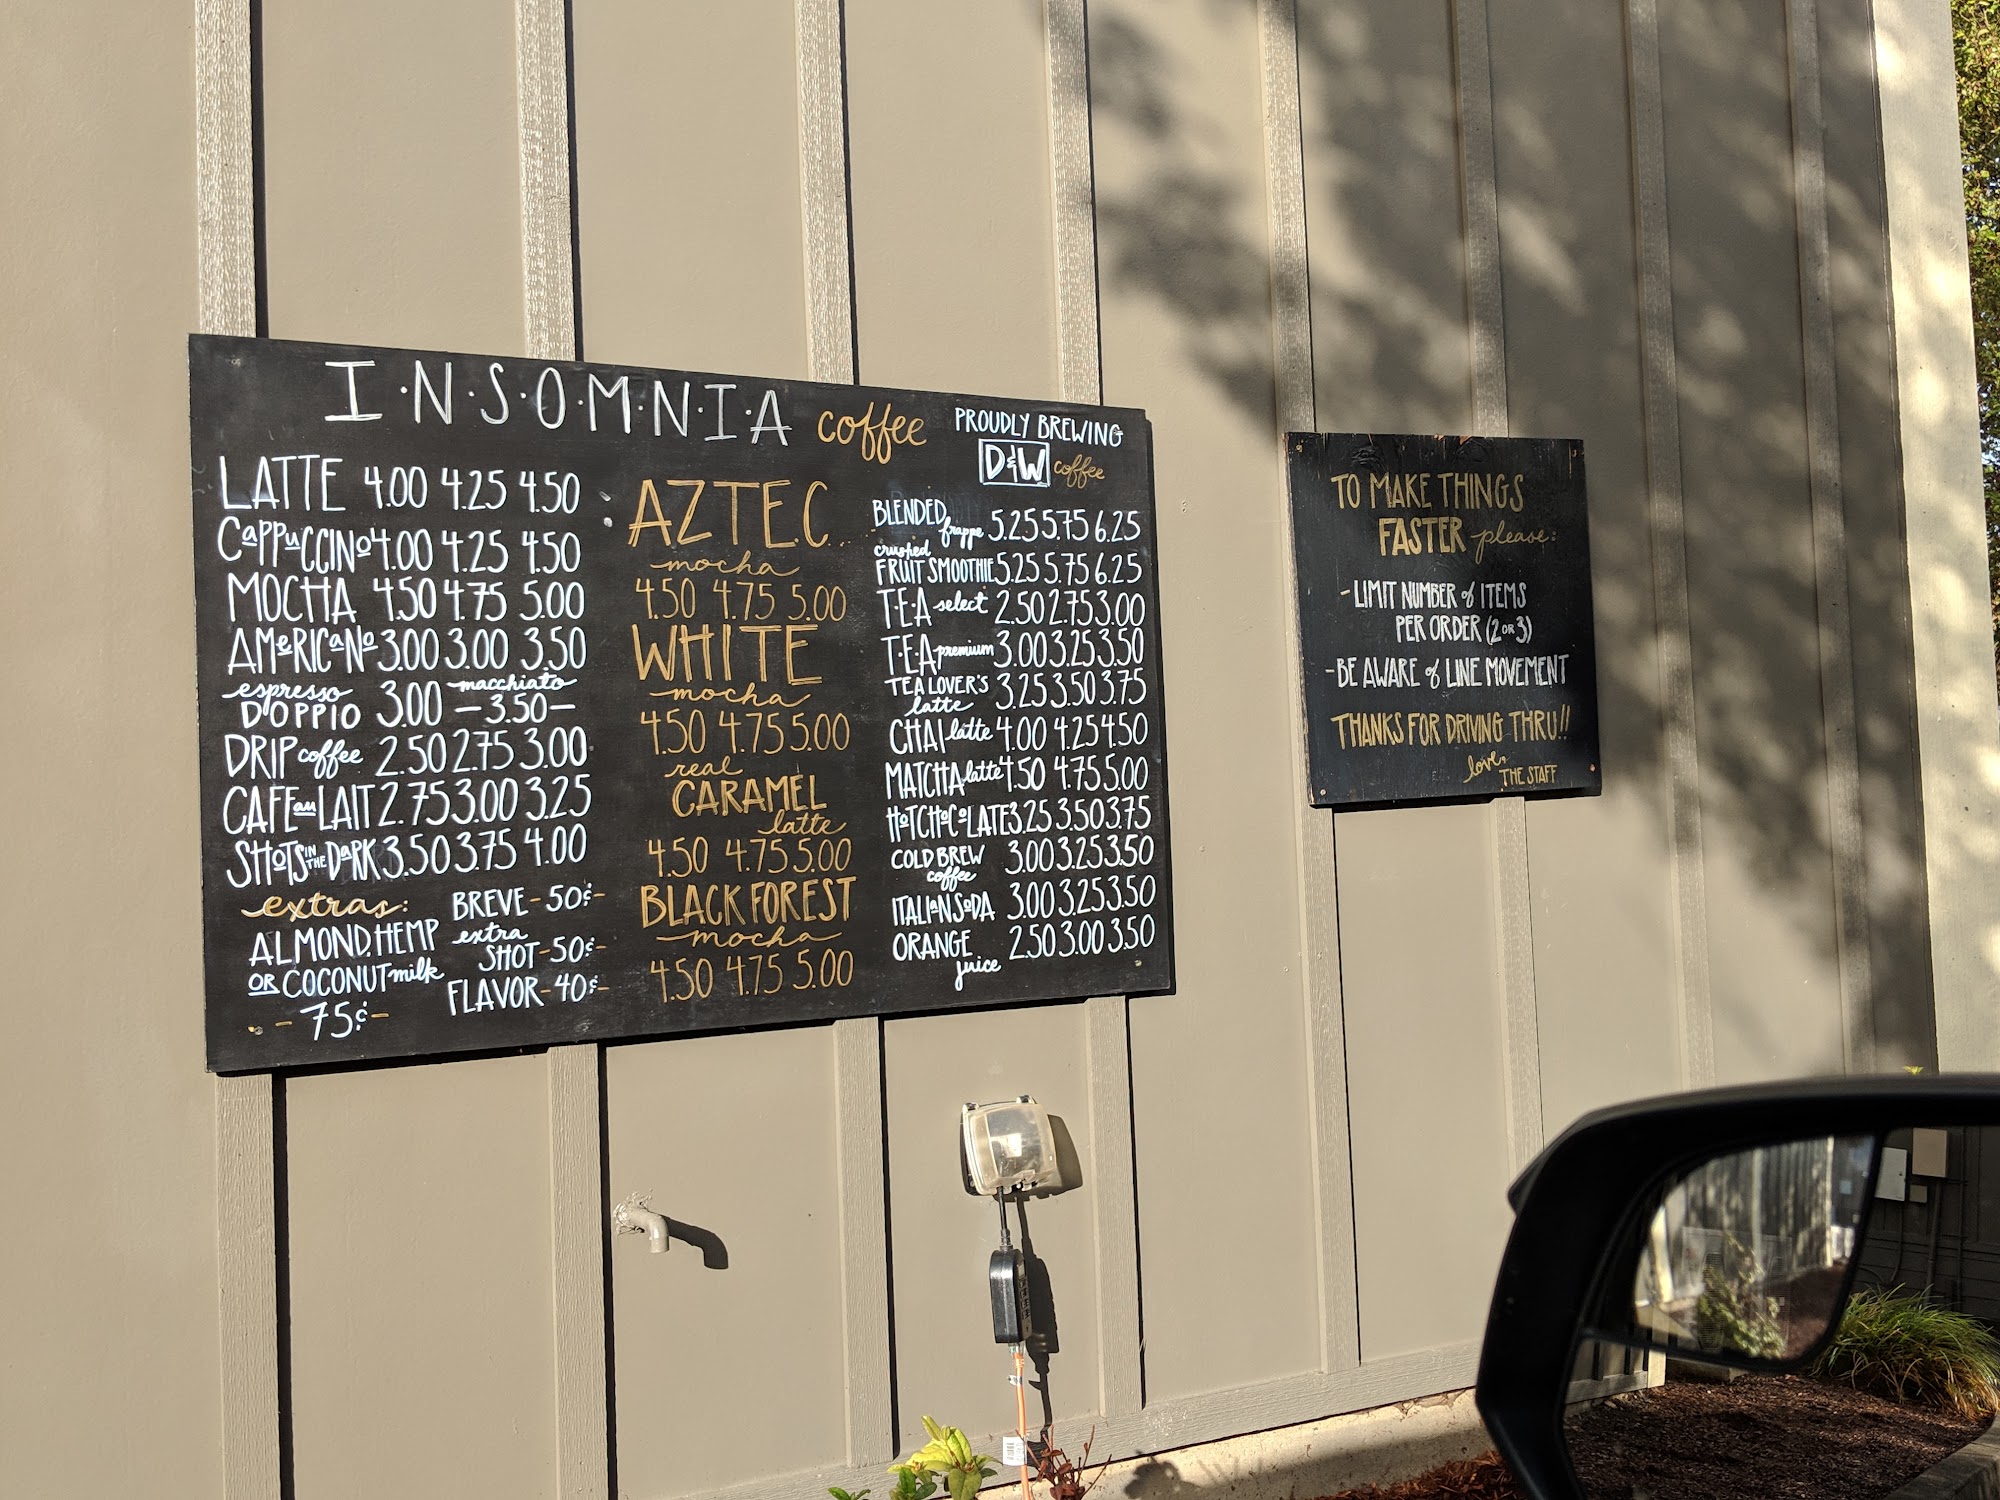 I·N·S·O·M·N·I·A coffee
PROUDLY BREWING
D&W coffee
LATTE 4.00 4.25 4.50
CAPPUCCINO 4.00 4.25 4.50
MOCHA 4.50 4.75 5.00
AMERICANO 3.00 3.00 3.50
espresso DOPPIO 3.00 macchiato -3.50-
DRIP coffee 2.50 2.75 3.00
CAFE au LAIT 2.75 3.00 3.25
SHOTS IN THE DARK 3.50 3.75 4.00
extras:
ALMOND, HEMP
OR COCONUT milk
-75¢-
BREVE-50¢-
extra
SHOT-50¢-
FLAVOR-40¢-
AZTEC
mocha
4.50 4.75 5.00
WHITE
mocha
4.50 4.75 5.00
real
CARAMEL
latte
4.50 4.75 5.00
BLACK FOREST
mocha
4.50 4.75 5.00
BLENDED frappe 5.25 5.75 6.25
crushed
FRUIT SMOOTHIE 5.25 5.75 6.25
T·E·A select 2.50 2.75 3.00
T·E·A premium 3.00 3.25 3.50
TEA LOVER'S latte 3.25 3.50 3.75
CHAI latte 4.00 4.25 4.50
MATCHA latte 4.50 4.75 5.00
HOT CHOCOLATE 3.25 3.50 3.75
COLD BREW coffee 3.00 3.25 3.50
ITALIAN SODA 3.00 3.25 3.50
ORANGE juice 2.50 3.00 3.50
TO MAKE THINGS
FASTER please:
-LIMIT NUMBER of ITEMS
PER ORDER (2 OR 3)
-BE AWARE of LINE MOVEMENT
THANKS FOR DRIVING THRU!!
love,
THE STAFF